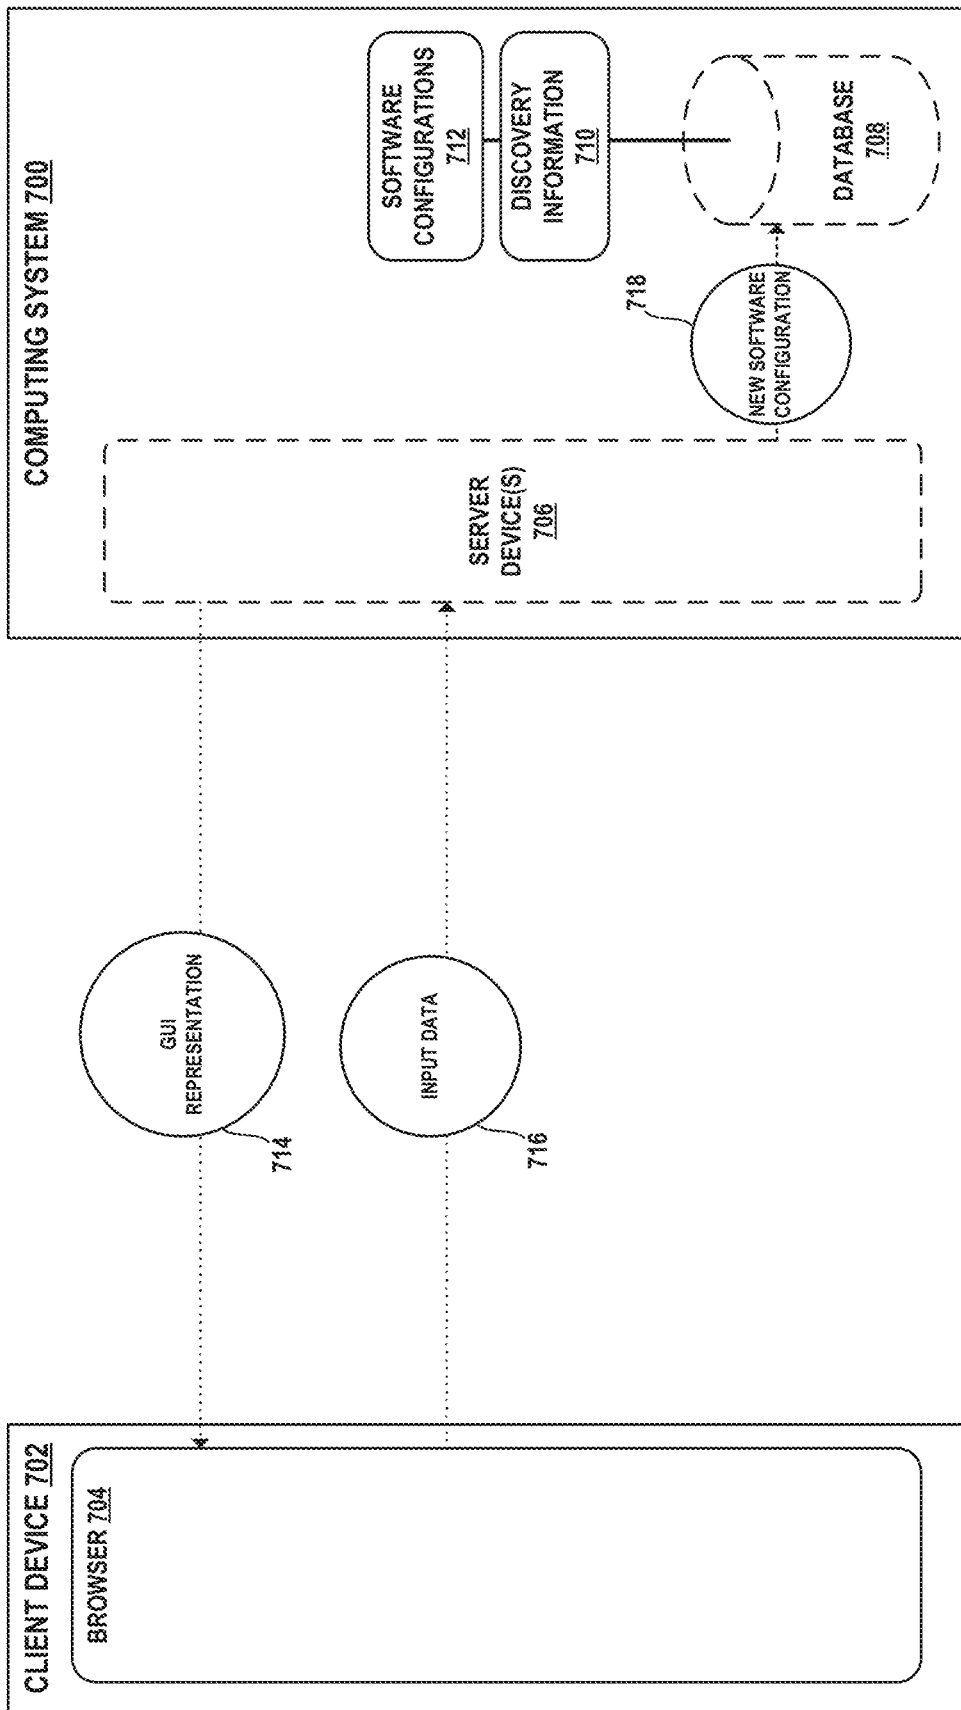 CLIENT DEVICE 702
BROWSER 704
GUI
REPRESENTATION
714
INPUT DATA
716
COMPUTING SYSTEM 700
SERVER
DEVICE(S)
706
718
NEW SOFTWARE
CONFIGURATION
SOFTWARE
CONFIGURATIONS
712
DISCOVERY
INFORMATION
710
DATABASE
708